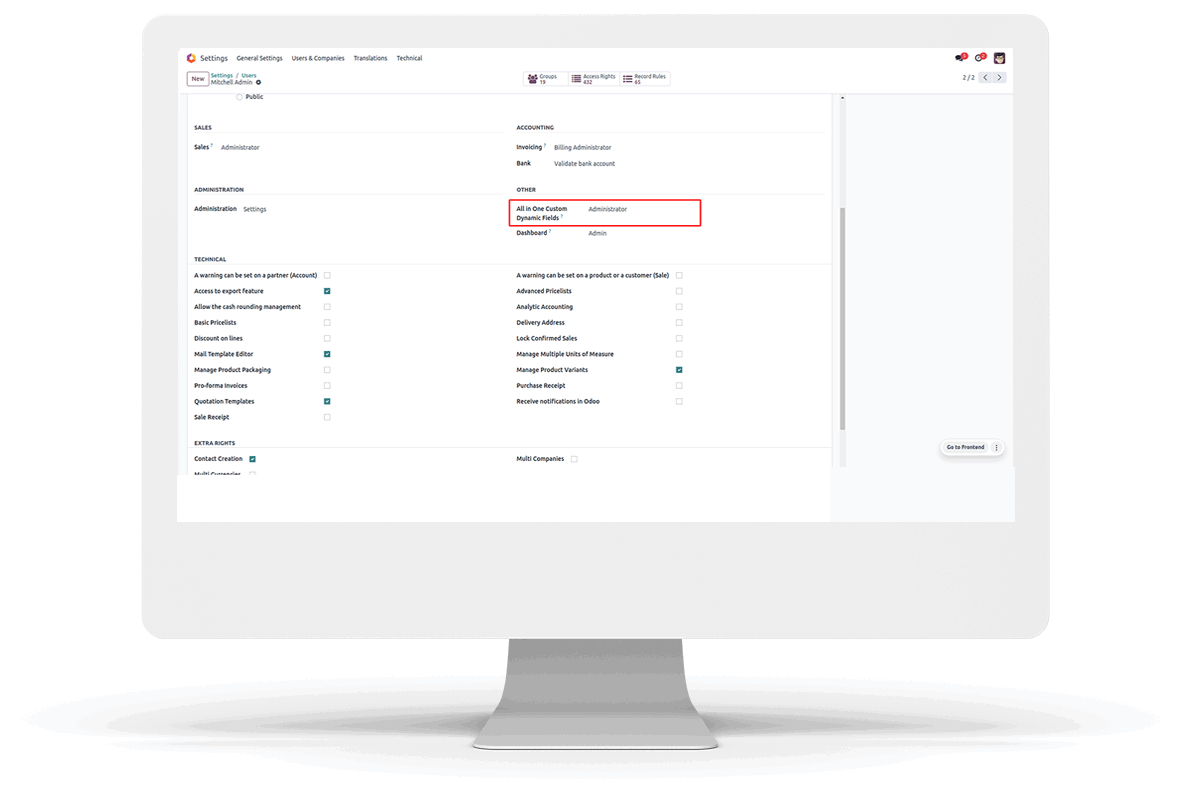 Settings General Settings Users & Companies Translations Technical
New Settings / Users
Mitchell Admin
Groups
19
Access Rights
432
Record Rules
65
2 / 2
Public
SALES
Sales ? Administrator
ACCOUNTING
Invoicing ? Billing Administrator
Bank Validate bank account
ADMINISTRATION
Administration Settings
OTHER
All in One Custom Administrator
Dynamic Fields ?
Dashboard ? Admin
TECHNICAL
A warning can be set on a partner (Account)
A warning can be set on a product or a customer (Sale)
Access to export feature
Advanced Pricelists
Allow the cash rounding management
Analytic Accounting
Basic Pricelists
Delivery Address
Discount on lines
Lock Confirmed Sales
Mail Template Editor
Manage Multiple Units of Measure
Manage Product Packaging
Manage Product Variants
Pro-forma Invoices
Purchase Receipt
Quotation Templates
Receive notifications in Odoo
Sale Receipt
Go to Frontend
EXTRA RIGHTS
Contact Creation
Multi Companies
Multi Currencies